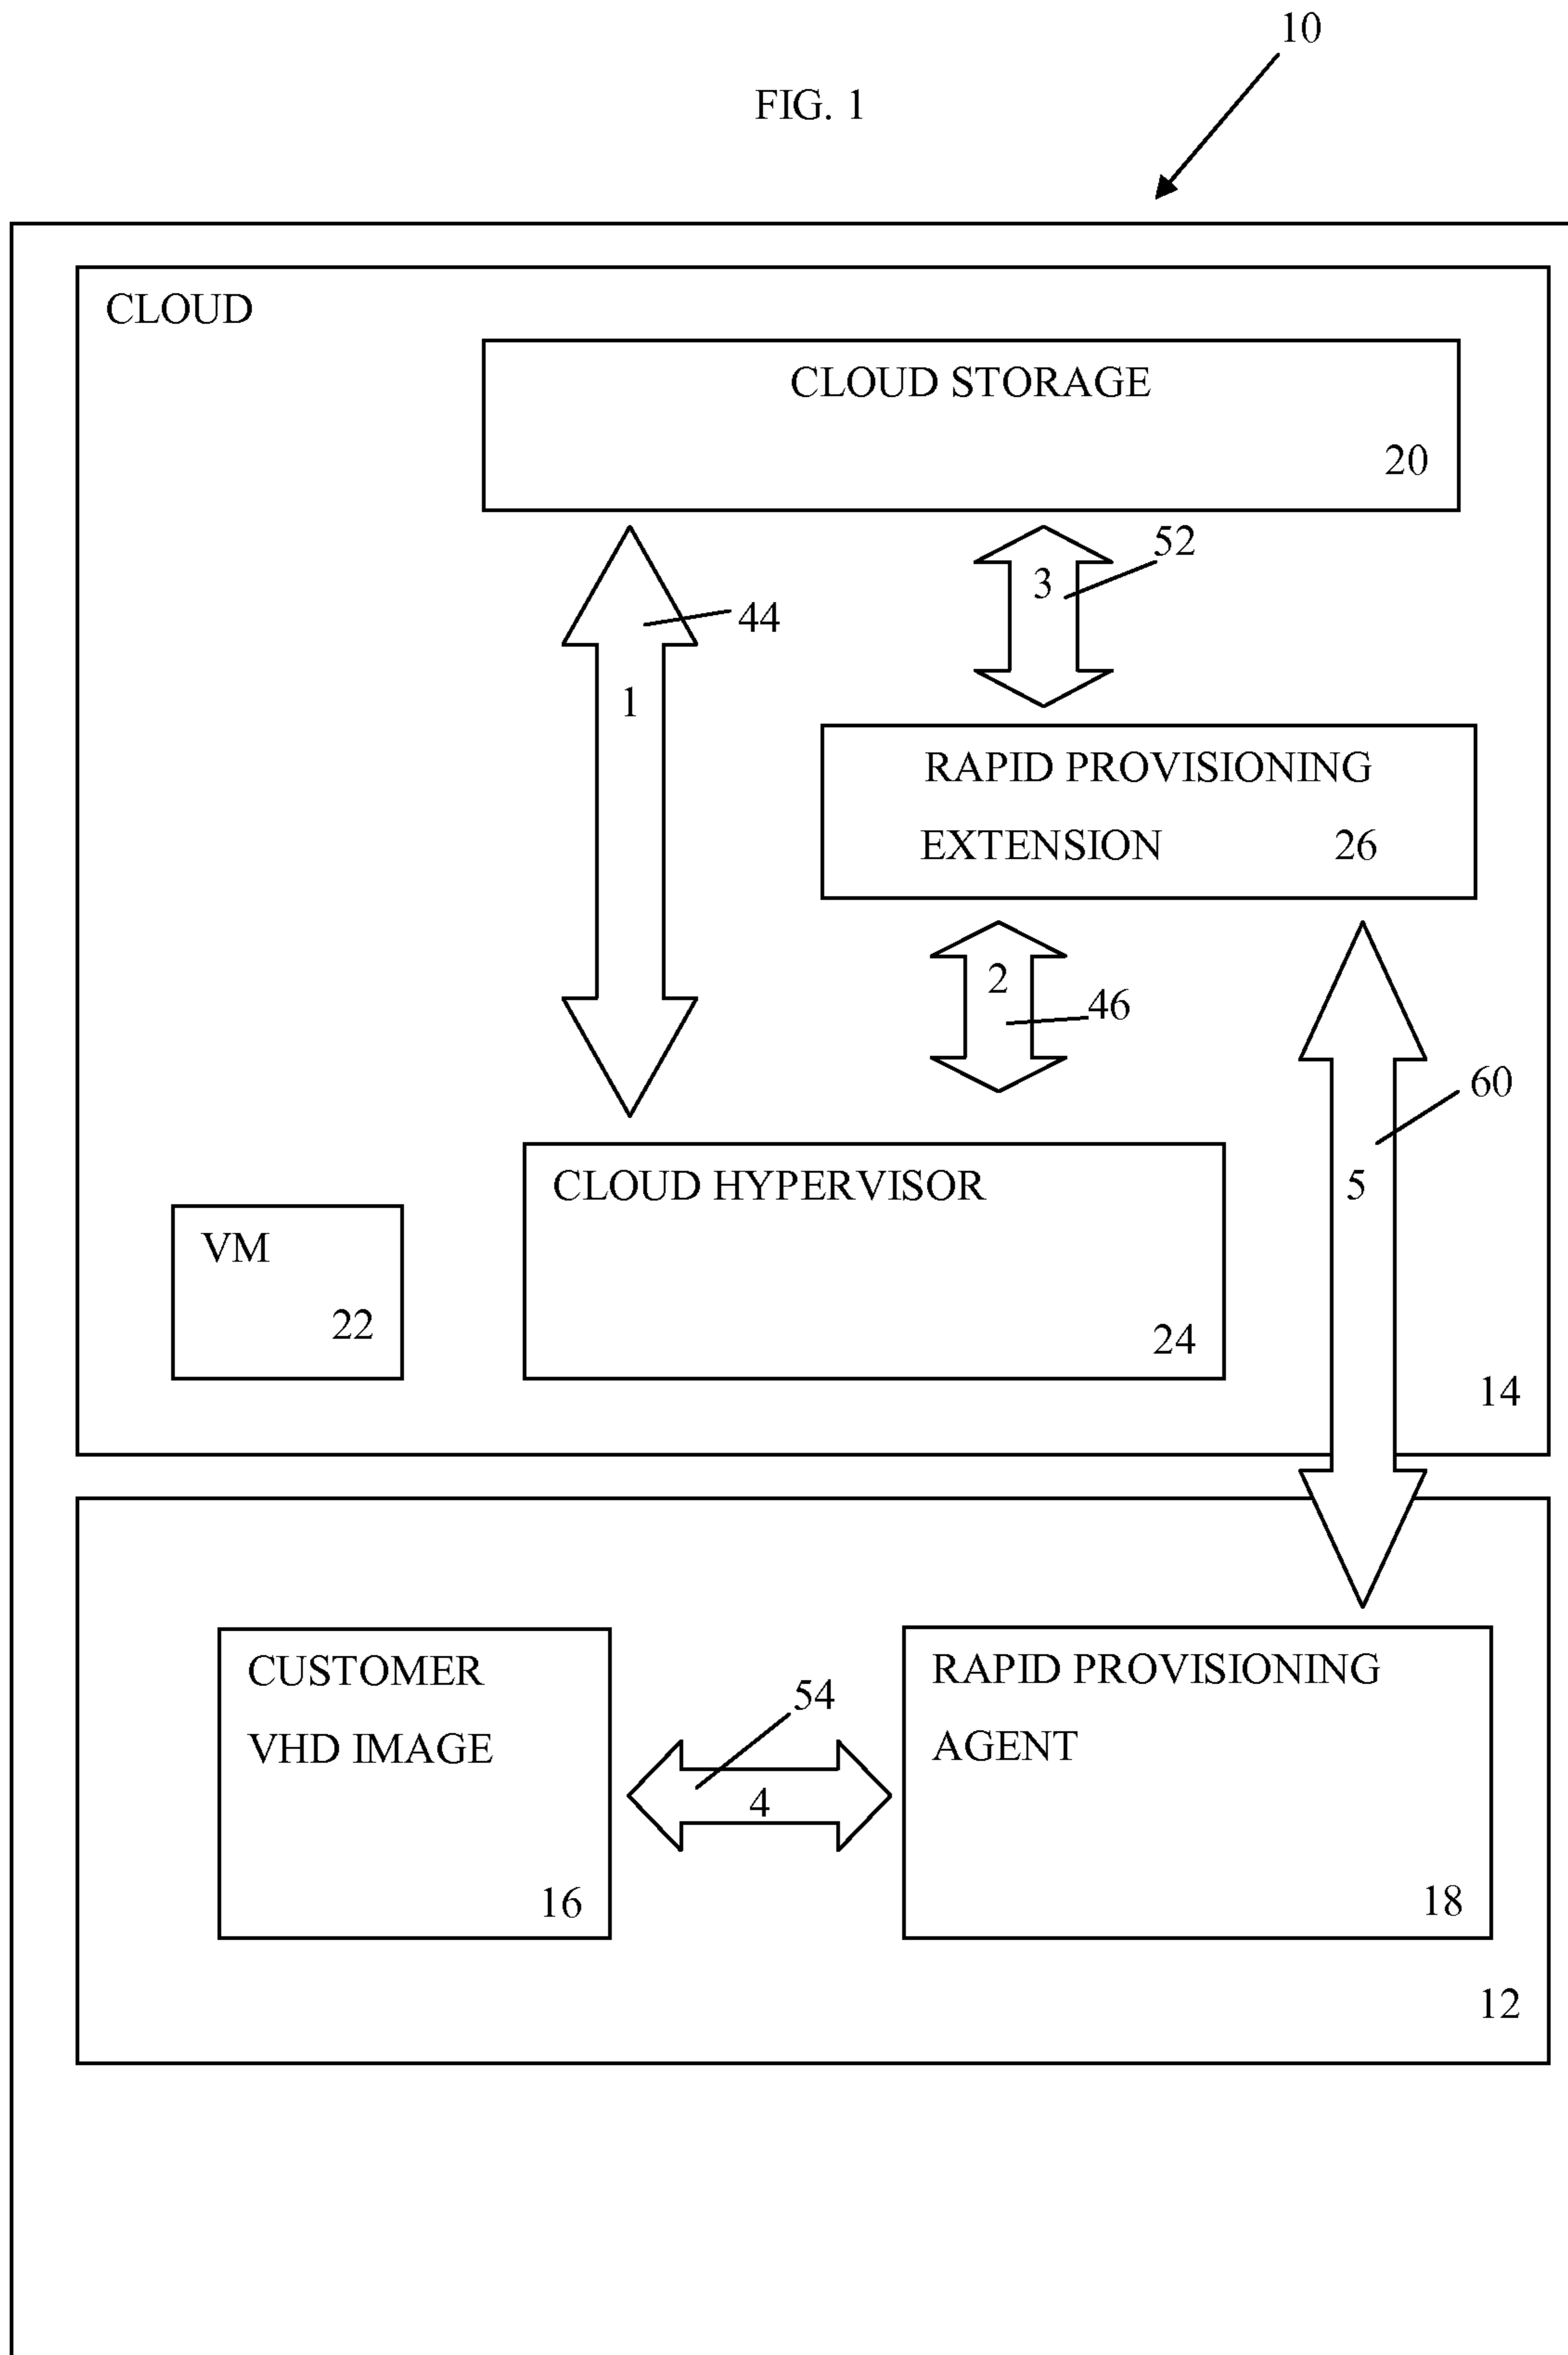 10
FIG. 1
CLOUD
CLOUD STORAGE
20
52
3
44
1
RAPID PROVISIONING
EXTENSION 26
2
46
60
5
CLOUD HYPERVISOR
24
VM
22
14
CUSTOMER
VHD IMAGE
16
54
4
RAPID PROVISIONING
AGENT
18
12